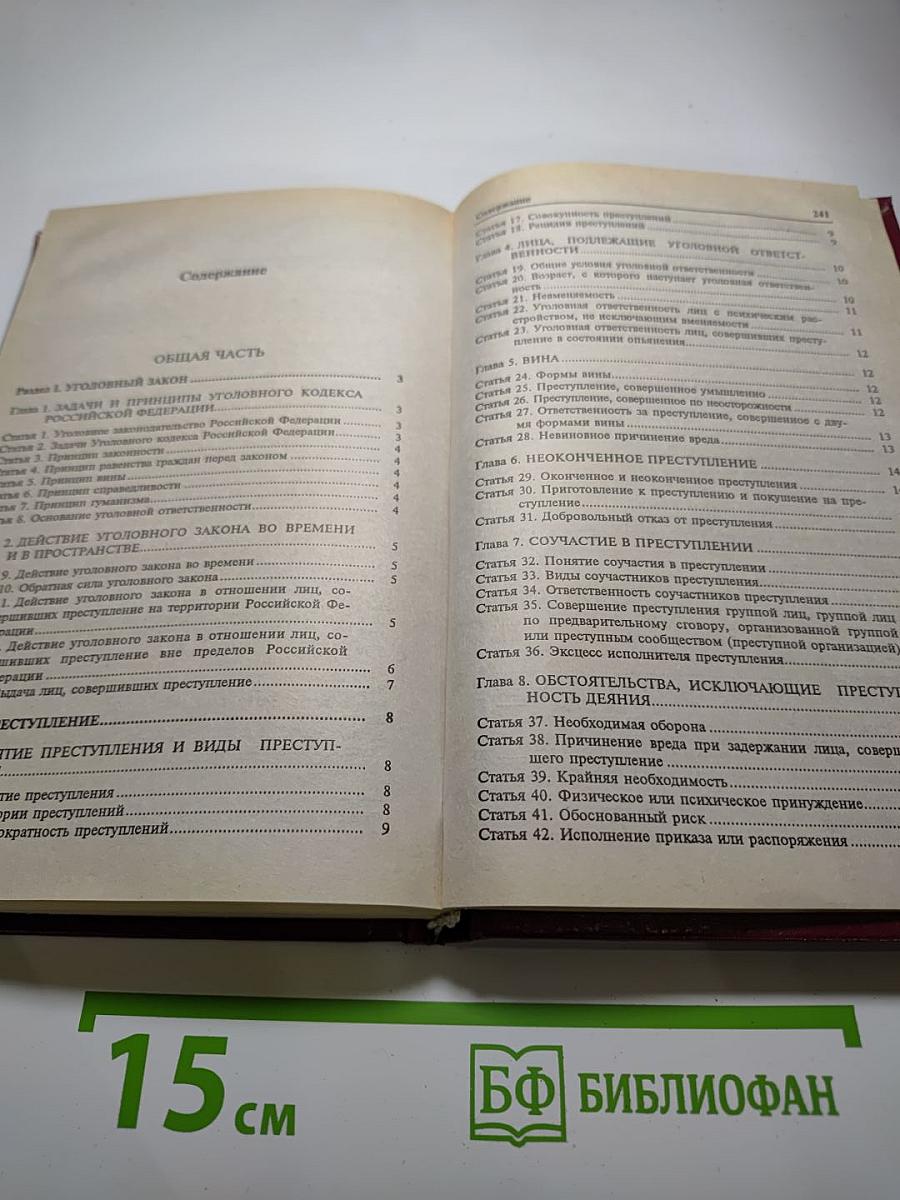 Содержание
ОБЩАЯ ЧАСТЬ
Раздел I. УГОЛОВНЫЙ ЗАКОН 3
Глава 1. ЗАДАЧИ И ПРИНЦИПЫ УГОЛОВНОГО КОДЕКСА
РОССИЙСКОЙ ФЕДЕРАЦИИ 3
Статья 1. Уголовное законодательство Российской Федерации 3
Статья 2. Задачи Уголовного кодекса Российской Федерации 3
Статья 3. Принцип законности 4
Статья 4. Принцип равенства граждан перед законом 4
татья 5. Принцип вины 4
атья 6. Принцип справедливости 4
тья 7. Принцип гуманизма 4
ья 8. Основание уголовной ответственности 4
2. ДЕЙСТВИЕ УГОЛОВНОГО ЗАКОНА ВО ВРЕМЕНИ
И В ПРОСТРАНСТВЕ 5
9. Действие уголовного закона во времени 5
10. Обратная сила уголовного закона 5
1. Действие уголовного закона в отношении лиц, со-
ершивших преступление на территории Российской Фе-
рации 5
. Действие уголовного закона в отношении лиц, со-
шивших преступление вне пределов Российской
ерации 6
ыдача лиц, совершивших преступление 7
РЕСТУПЛЕНИЕ 8
ЯТИЕ ПРЕСТУПЛЕНИЯ И ВИДЫ ПРЕСТУП-
8
тие преступления 8
ории преступлений 8
ократность преступлений 9
Содержание 241
Статья 17. Совокупность преступлений 9
Статья 18. Рецидив преступлений 9
Глава 4. ЛИЦА, ПОДЛЕЖАЩИЕ УГОЛОВНОЙ ОТВЕТСТ-
ВЕННОСТИ 10
Статья 19. Общие условия уголовной ответственности 10
Статья 20. Возраст, с которого наступает уголовная ответствен-
ность 10
Статья 21. Невменяемость 11
Статья 22. Уголовная ответственность лиц с психическим рас-
стройством, не исключающим вменяемости 11
Статья 23. Уголовная ответственность лиц, совершивших престу-
пление в состоянии опьянения 12
Глава 5. ВИНА 12
Статья 24. Формы вины 12
Статья 25. Преступление, совершенное умышленно 12
Статья 26. Преступление, совершенное по неосторожности 12
Статья 27. Ответственность за преступление, совершенное с дву-
мя формами вины 13
Статья 28. Невиновное причинение вреда 13
Глава 6. НЕОКОНЧЕННОЕ ПРЕСТУПЛЕНИЕ 14
Статья 29. Оконченное и неоконченное преступления
Статья 30. Приготовление к преступлению и покушение на пре-
ступление
Статья 31. Добровольный отказ от преступления
Глава 7. СОУЧАСТИЕ В ПРЕСТУПЛЕНИИ
Статья 32. Понятие соучастия в преступлении
Статья 33. Виды соучастников преступления
Статья 34. Ответственность соучастников преступления
Статья 35. Совершение преступления группой лиц, группой лиц
по предварительному сговору, организованной группой
или преступным сообществом (преступной организацией)
Статья 36. Эксцесс исполнителя преступления
Глава 8. ОБСТОЯТЕЛЬСТВА, ИСКЛЮЧАЮЩИЕ ПРЕСТУП
НОСТЬ ДЕЯНИЯ
Статья 37. Необходимая оборона
Статья 38. Причинение вреда при задержании лица, соверш
шего преступление
Статья 39. Крайняя необходимость
Статья 40. Физическое или психическое принуждение
Статья 41. Обоснованный риск
Статья 42. Исполнение приказа или распоряжения
15 см
БФ БИБЛИОФАН